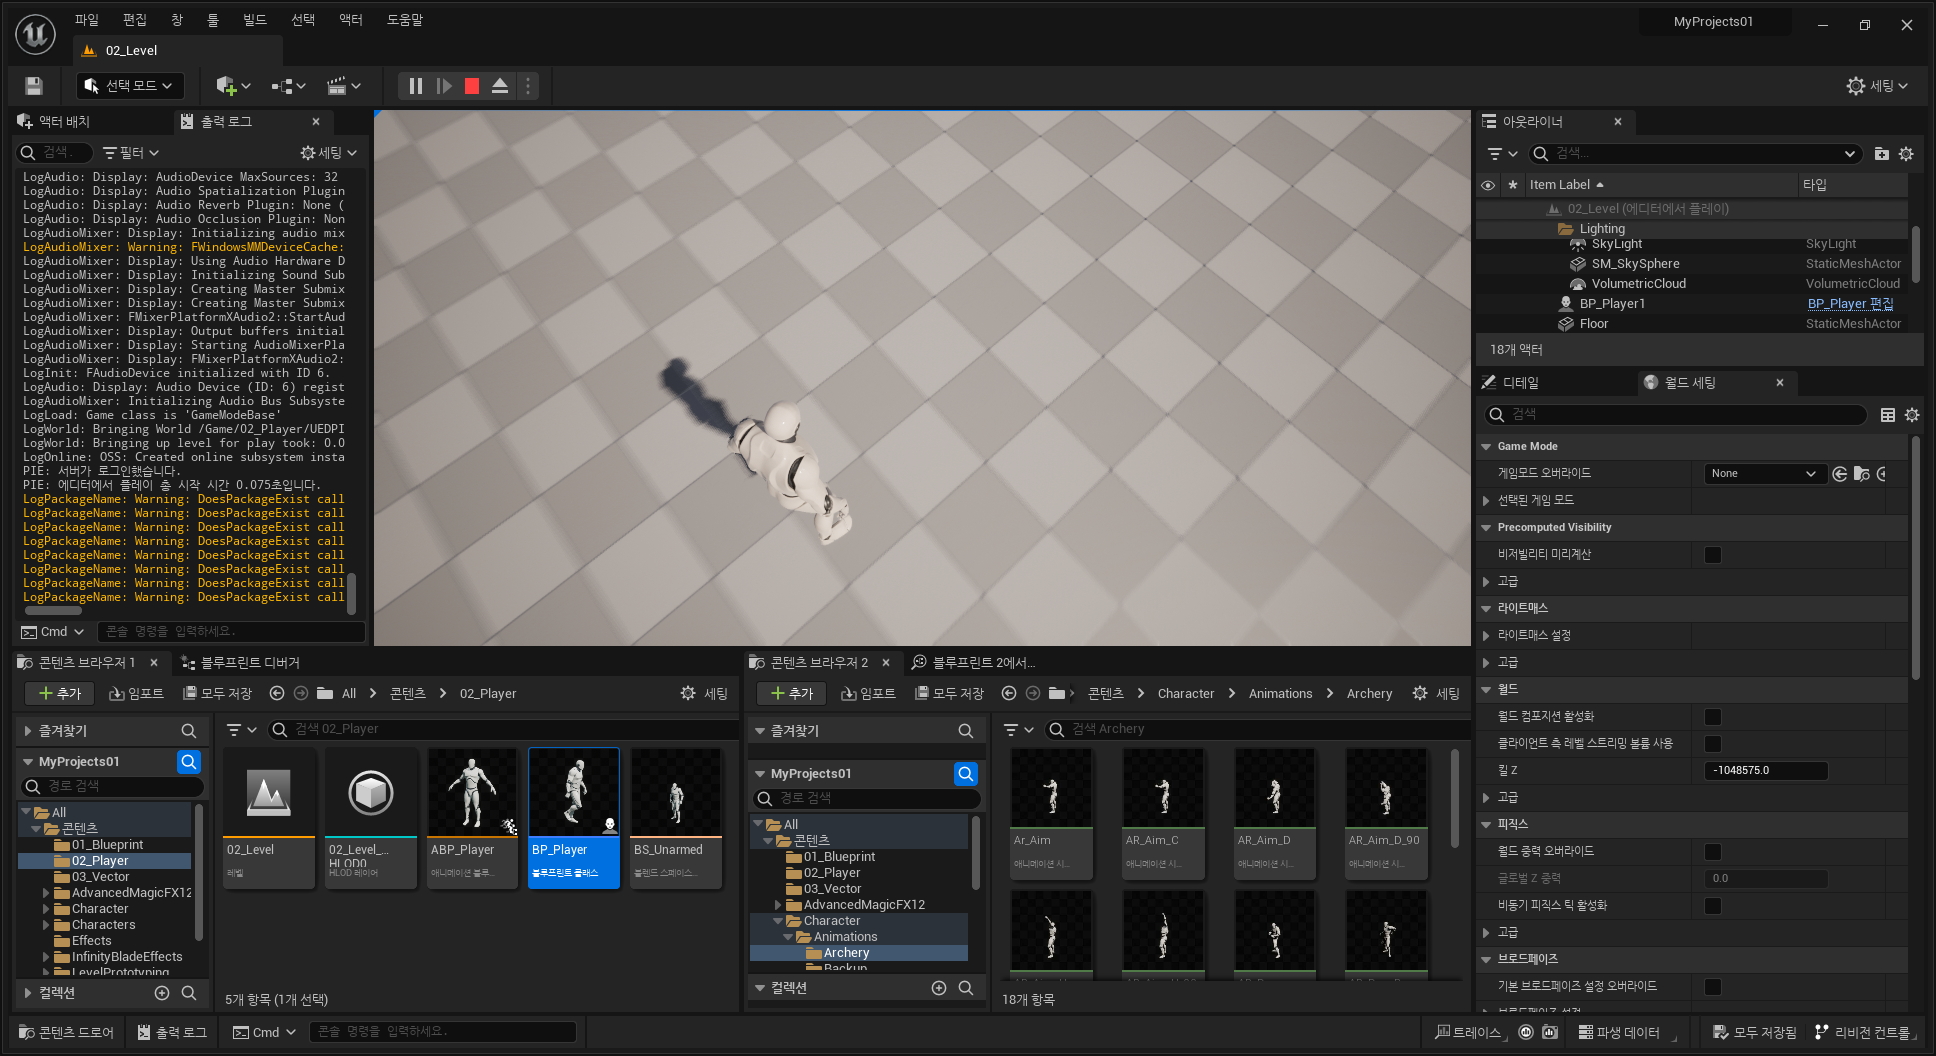 파일 편집 창 툴 빌드 선택 액터 도움말
MyProjects01
02_Level
선택 모드
세팅
액터 배치
출력 로그
검색.
필터
세팅
LogAudio: Display: AudioDevice MaxSources: 32
LogAudio: Display: Audio Spatialization Plugin
LogAudio: Display: Audio Reverb Plugin: None (
LogAudio: Display: Audio Occlusion Plugin: Non
LogAudioMixer: Display: Initializing audio mix
LogAudioMixer: Warning: FWindowsMMDeviceCache:
LogAudioMixer: Display: Using Audio Hardware D
LogAudioMixer: Display: Initializing Sound Sub
LogAudioMixer: Display: Creating Master Submix
LogAudioMixer: Display: Creating Master Submix
LogAudioMixer: FMixerPlatformXAudio2::StartAud
LogAudioMixer: Display: Output buffers initial
LogAudioMixer: Display: Starting AudioMixerPla
LogAudioMixer: Display: FMixerPlatformXAudio2:
LogInit: FAudioDevice initialized with ID 6.
LogAudio: Display: Audio Device (ID: 6) regist
LogAudioMixer: Initializing Audio Bus Subsyste
LogLoad: Game class is 'GameModeBase'
LogWorld: Bringing World /Game/02_Player/UEDPI
LogWorld: Bringing up level for play took: 0.0
LogOnline: OSS: Created online subsystem insta
PIE: 서버가 로그인했습니다.
PIE: 에디터에서 플레이 총 시작 시간 0.075초입니다.
LogPackageName: Warning: DoesPackageExist call
LogPackageName: Warning: DoesPackageExist call
LogPackageName: Warning: DoesPackageExist call
LogPackageName: Warning: DoesPackageExist call
LogPackageName: Warning: DoesPackageExist call
LogPackageName: Warning: DoesPackageExist call
LogPackageName: Warning: DoesPackageExist call
LogPackageName: Warning: DoesPackageExist call
Cmd
콘솔 명령을 입력하세요.
아웃라이너
검색...
Item Label
타입
02_Level (에디터에서 플레이)
Lighting
SkyLight SkyLight
SM_SkySphere StaticMeshActor
VolumetricCloud VolumetricCloud
BP_Player1 BP_Player 편집
Floor StaticMeshActor
18개 액터
디테일
월드 세팅
검색
Game Mode
게임모드 오버라이드 None
선택된 게임 모드
Precomputed Visibility
비저빌리티 미리계산
고급
라이트매스
라이트매스 설정
고급
월드
월드 컴포지션 활성화
클라이언트 측 레벨 스트리밍 볼륨 사용
킬 Z -1048575.0
고급
피직스
월드 중력 오버라이드
글로벌 Z 중력 0.0
비동기 피직스 틱 활성화
고급
브로드페이즈
기본 브로드페이즈 설정 오버라이드
브로드페이즈 설정
콘텐츠 브라우저 1
블루프린트 디버거
추가 임포트 모두 저장 All 콘텐츠 02_Player 세팅
즐겨찾기
검색 02_Player
MyProjects01
경로 검색
All
콘텐츠
01_Blueprint
02_Player
03_Vector
AdvancedMagicFX12
Character
Characters
Effects
InfinityBladeEffects
LevelPrototyping
컬렉션
02_Level
레벨
02_Level_...
HLOD0
HLOD 레이어
ABP_Player
애니메이션 블루...
BP_Player
블루프린트 클래스
BS_Unarmed
블렌드 스페이스...
5개 항목 (1개 선택)
콘텐츠 브라우저 2
블루프린트 2에서...
추가 임포트 모두 저장 콘텐츠 Character Animations Archery 세팅
즐겨찾기
검색 Archery
MyProjects01
경로 검색
All
콘텐츠
01_Blueprint
02_Player
03_Vector
AdvancedMagicFX12
Character
Animations
Archery
Backup
컬렉션
Ar_Aim
애니메이션 시...
AR_Aim_C
애니메이션 시...
AR_Aim_D
애니메이션 시...
AR_Aim_D_90
애니메이션 시...
18개 항목
콘텐츠 드로어
출력 로그
Cmd
콘솔 명령을 입력하세요.
트레이스
파생 데이터
모두 저장됨
리비전 컨트롤